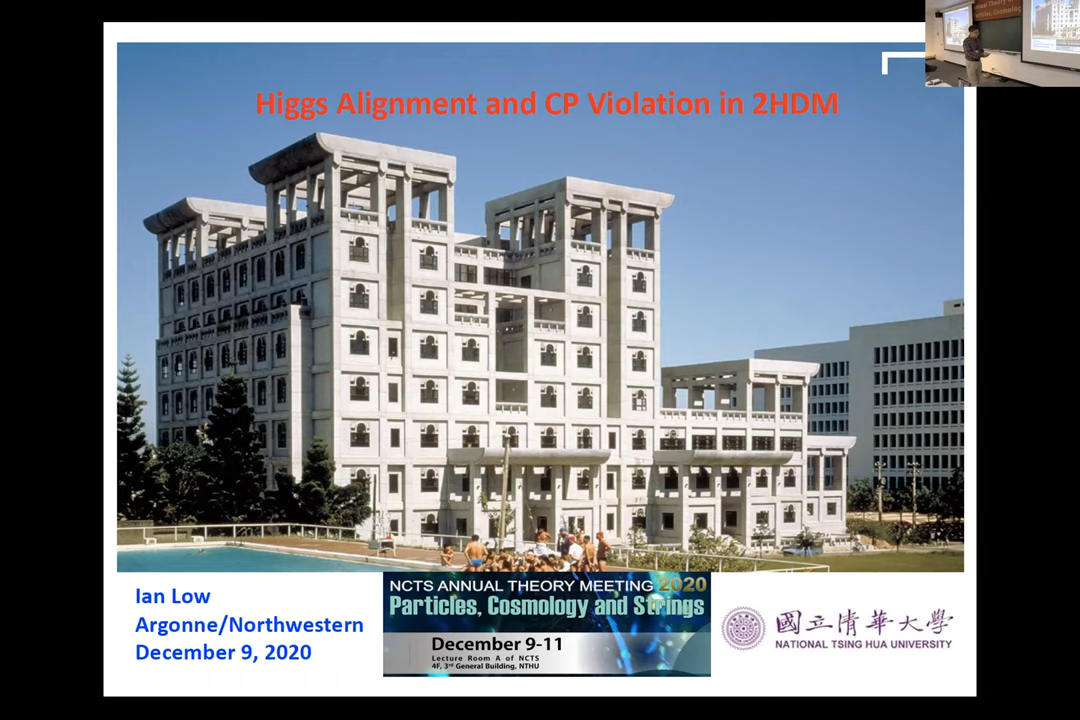 Higgs Alignment and CP Violation in 2HDM
Ian Low
Argonne/Northwestern
December 9, 2020
NCTS ANNUAL THEORY MEETING 2020
Particles, Cosmology and Strings
December 9-11
Lecture Room A of NCTS
4F, 3rd General Building, NTHU
國立清華大學
NATIONAL TSING HUA UNIVERSITY